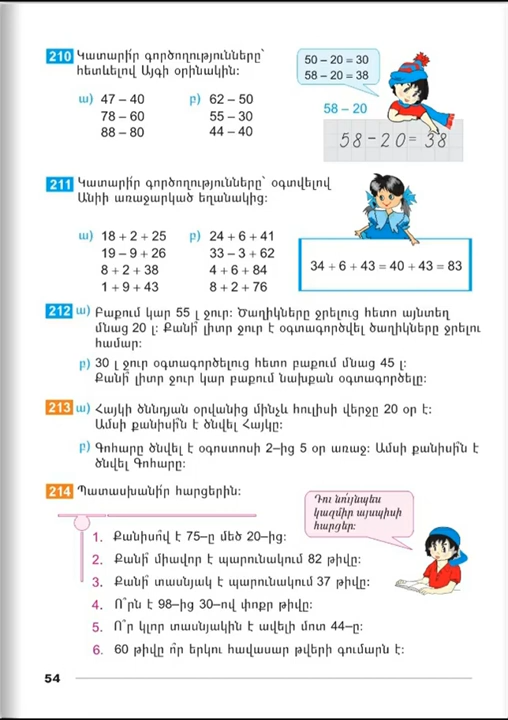 210 Կատարի՛ր գործողությունները՝
հետևելով Այգի օրինակին։
ա) 47 – 40 բ) 62 – 50
78 – 60 55 – 30
88 – 80 44 – 40
50 – 20 = 30
58 – 20 = 38
58 – 20
58 – 20 = 38
211 Կատարի՛ր գործողությունները՝ օգտվելով
Անիի առաջարկած եղանակից։
ա) 18 + 2 + 25 բ) 24 + 6 + 41
19 – 9 + 26 33 – 3 + 62
8 + 2 + 38 4 + 6 + 84
1 + 9 + 43 8 + 2 + 76
34 + 6 + 43 = 40 + 43 = 83
212 ա) Բաքում կար 55 լ ջուր։ Ծաղիկները ջրելուց հետո այնտեղ
մնաց 20 լ։ Քանի՞ լիտր ջուր է օգտագործվել ծաղիկները ջրելու
համար։
բ) 30 լ ջուր օգտագործելուց հետո բաքում մնաց 45 լ։
Քանի՞ լիտր ջուր կար բաքում նախքան օգտագործելը։
213 ա) Հայկի ծննդյան օրվանից մինչև հուլիսի վերջը 20 օր է։
Ամսի քանիսի՞ն է ծնվել Հայկը։
բ) Գոհարը ծնվել է օգոստոսի 2–ից 5 օր առաջ։ Ամսի քանիսի՞ն է
ծնվել Գոհարը։
214 Պատասխանի՛ր հարցերին։
Դու նույնպես
կազմիր այսպիսի
հարցեր։
1. Քանիսո՞վ է 75–ը մեծ 20–ից։
2. Քանի՞ միավոր է պարունակում 82 թիվը։
3. Քանի՞ տասնյակ է պարունակում 37 թիվը։
4. Ո՞րն է 98–ից 30–ով փոքր թիվը։
5. Ո՞ր կլոր տասնյակին է ավելի մոտ 44–ը։
6. 60 թիվը ո՞ր երկու հավասար թվերի գումարն է։
54